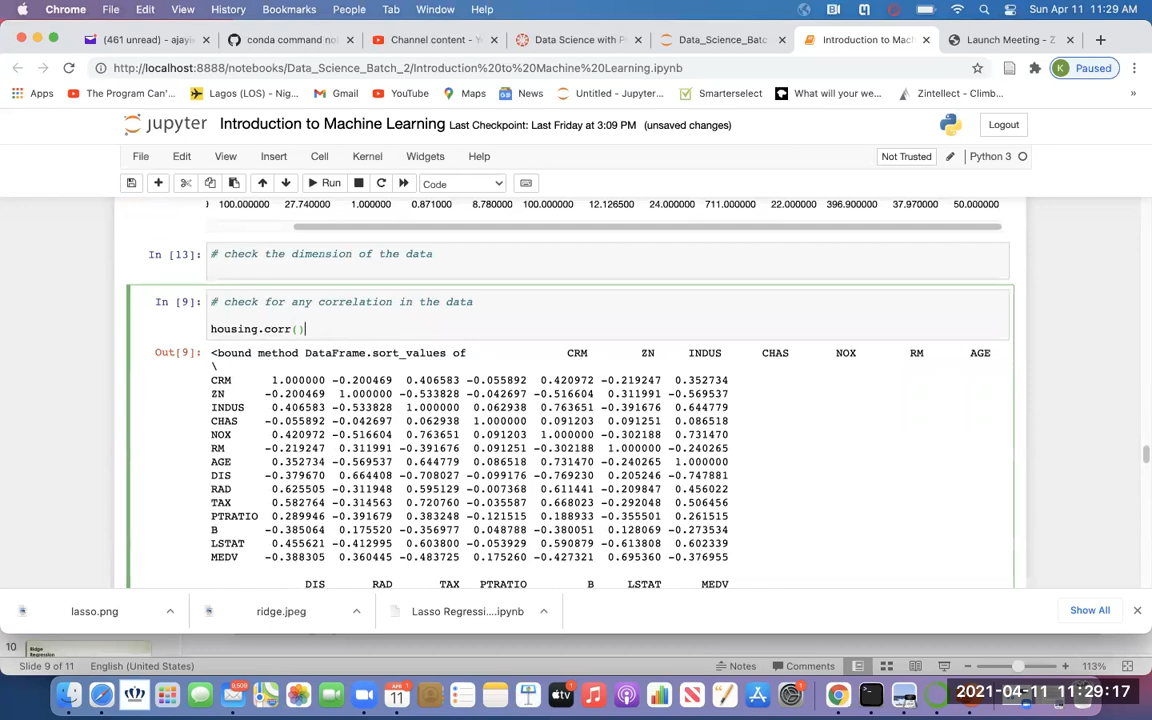 Chrome File Edit View History Bookmarks People Tab Window Help Sun Apr 11 11:29 AM
(461 unread) - ajayi conda command no Channel content - Y Data Science with P Data_Science_Batc Introduction to Mac Launch Meeting - Z
http://localhost:8888/notebooks/Data_Science_Batch_2/Introduction%20to%20Machine%20Learning.ipynb K Paused
Apps The Program Can'... Lagos (LOS) - Nig... Gmail YouTube Maps News Untitled - Jupyter... Smarterselect What will your we... Zintellect - Climb... »
jupyter Introduction to Machine Learning Last Checkpoint: Last Friday at 3:09 PM (unsaved changes) Logout
File Edit View Insert Cell Kernel Widgets Help Not Trusted Python 3
Run Code
) 100.000000 27.740000 1.000000 0.871000 8.780000 100.000000 12.126500 24.000000 711.000000 22.000000 396.900000 37.970000 50.000000
In [13]: # check the dimension of the data
In [9]: # check for any correlation in the data
housing.corr()
Out[9]: <bound method DataFrame.sort_values of CRM ZN INDUS CHAS NOX RM AGE
\
CRM 1.000000 -0.200469 0.406583 -0.055892 0.420972 -0.219247 0.352734
ZN -0.200469 1.000000 -0.533828 -0.042697 -0.516604 0.311991 -0.569537
INDUS 0.406583 -0.533828 1.000000 0.062938 0.763651 -0.391676 0.644779
CHAS -0.055892 -0.042697 0.062938 1.000000 0.091203 0.091251 0.086518
NOX 0.420972 -0.516604 0.763651 0.091203 1.000000 -0.302188 0.731470
RM -0.219247 0.311991 -0.391676 0.091251 -0.302188 1.000000 -0.240265
AGE 0.352734 -0.569537 0.644779 0.086518 0.731470 -0.240265 1.000000
DIS -0.379670 0.664408 -0.708027 -0.099176 -0.769230 0.205246 -0.747881
RAD 0.625505 -0.311948 0.595129 -0.007368 0.611441 -0.209847 0.456022
TAX 0.582764 -0.314563 0.720760 -0.035587 0.668023 -0.292048 0.506456
PTRATIO 0.289946 -0.391679 0.383248 -0.121515 0.188933 -0.355501 0.261515
B -0.385064 0.175520 -0.356977 0.048788 -0.380051 0.128069 -0.273534
LSTAT 0.455621 -0.412995 0.603800 -0.053929 0.590879 -0.613808 0.602339
MEDV -0.388305 0.360445 -0.483725 0.175260 -0.427321 0.695360 -0.376955
DIS RAD TAX PTRATIO B LSTAT MEDV
lasso.png ridge.jpeg Lasso Regressi....ipynb Show All
10 Ridge
Regression
Slide 9 of 11 English (United States) Notes Comments 113%
2021-04-11 11:29:17